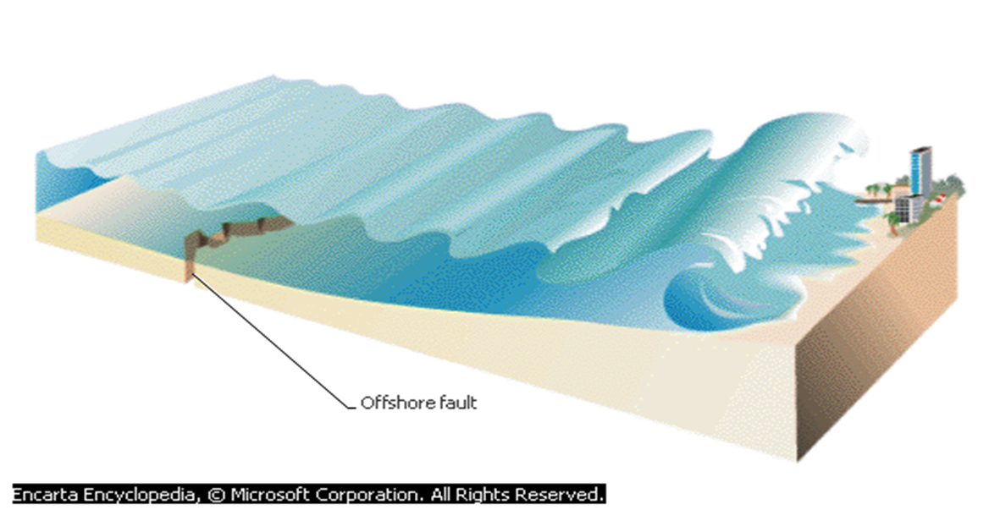 Offshore fault
Encarta Encyclopedia, © Microsoft Corporation. All Rights Reserved.